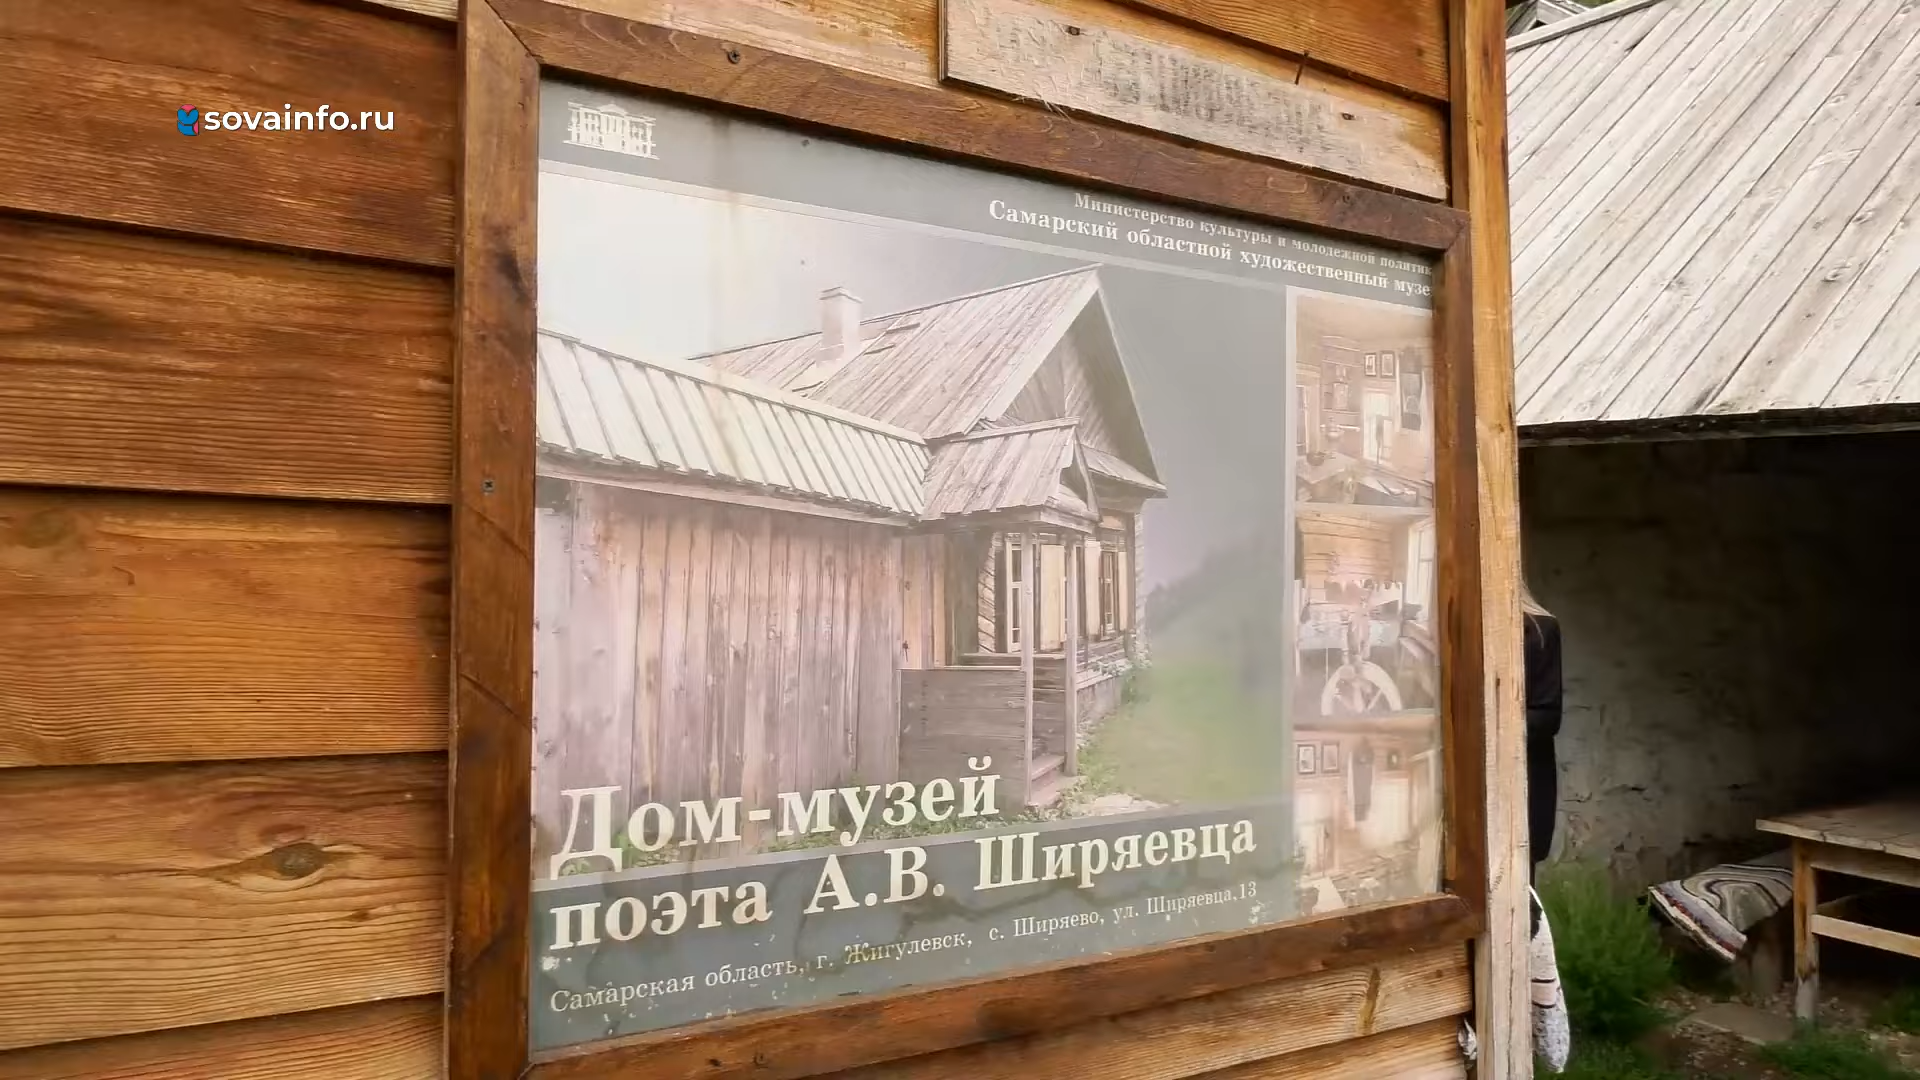 sovainfo.ru
Министерство культуры и молодежной политик
Самарский областной художественный музе
Дом-музей
поэта А.В. Ширяевца
Самарская область, г. Жигулевск, с. Ширяево, ул. Ширяевца,13